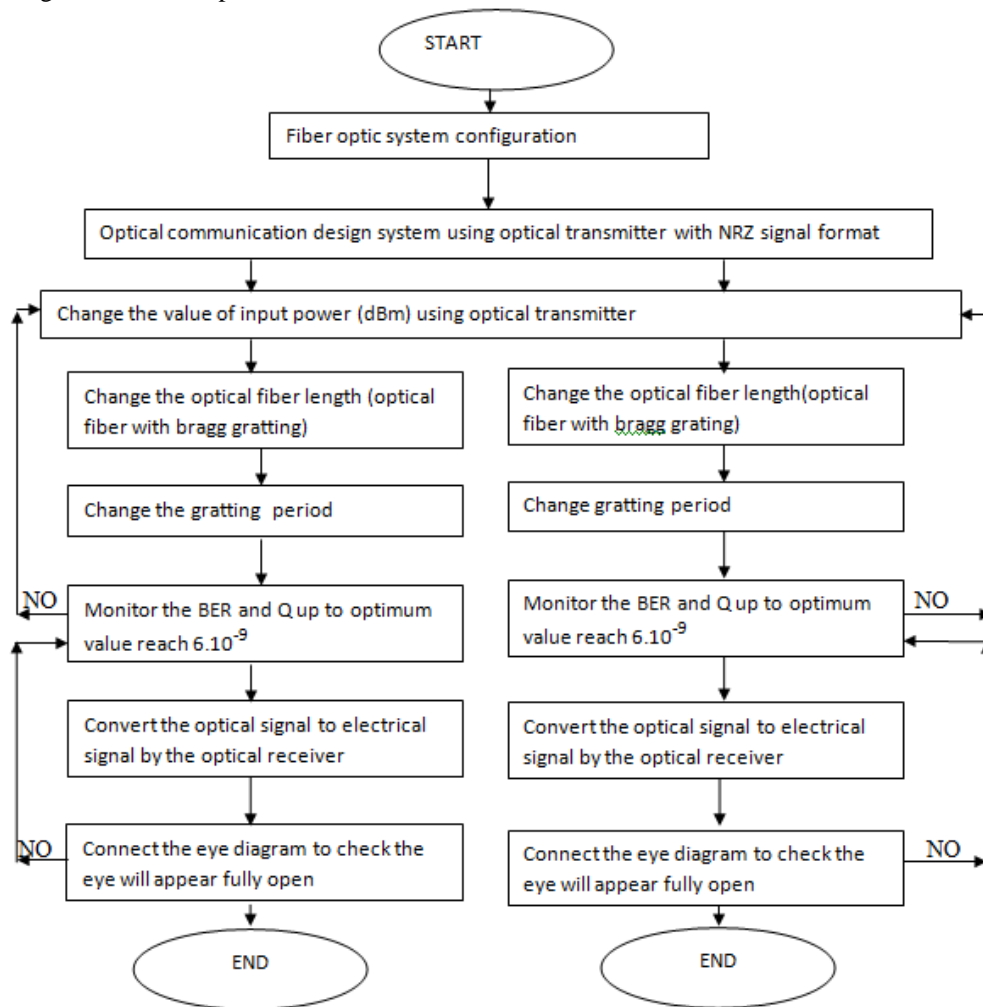 START
Fiber optic system configuration
Optical communication design system using optical transmitter with NRZ signal format
Change the value of input power (dBm) using optical transmitter
Change the optical fiber length (optical
fiber with bragg gratting)
Change the optical fiber length(optical
fiber with bragg grating)
Change the gratting period
Change gratting period
NO
Monitor the BER and Q up to optimum
value reach 6.10⁻⁹
Monitor the BER and Q up to optimum
value reach 6.10⁻⁹
NO
Convert the optical signal to electrical
signal by the optical receiver
Convert the optical signal to electrical
signal by the optical receiver
NO
Connect the eye diagram to check the
eye will appear fully open
Connect the eye diagram to check the
eye will appear fully open
NO
END
END